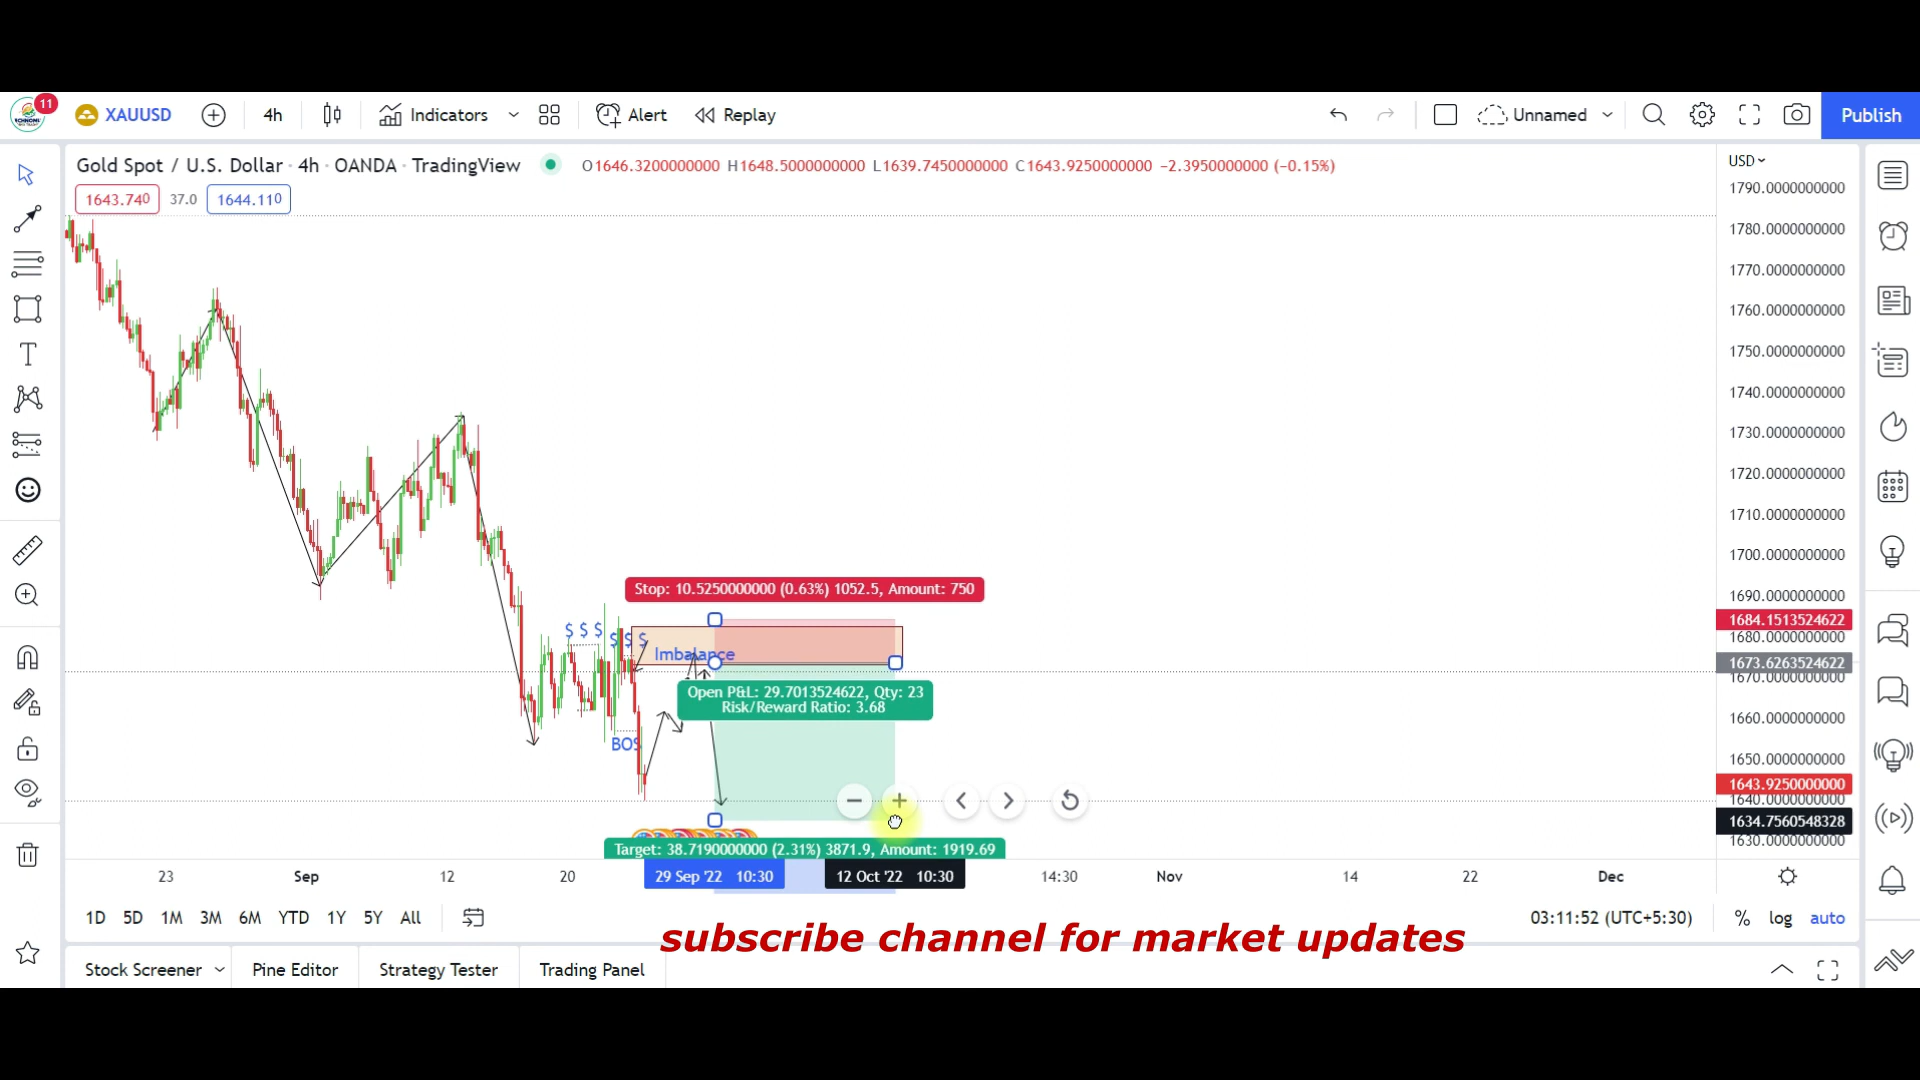 11
XAUUSD
4h
Indicators
Alert
Replay
Unnamed
Publish
Gold Spot / U.S. Dollar · 4h · OANDA · TradingView
O1646.3200000000 H1648.5000000000 L1639.7450000000 C1643.9250000000 −2.3950000000 (−0.15%)
1643.740 37.0 1644.110
USD
1790.0000000000
1780.0000000000
1770.0000000000
1760.0000000000
1750.0000000000
1740.0000000000
1730.0000000000
1720.0000000000
1710.0000000000
1700.0000000000
1690.0000000000
1684.1513524622
1680.0000000000
1673.6263524622
1670.0000000000
1660.0000000000
1650.0000000000
1643.9250000000
1640.0000000000
1634.7560548328
1630.0000000000
Stop: 10.5250000000 (0.63%) 1052.5, Amount: 750
$ $ $
$ $ $
Imbalance
Open P&L: 29.7013524622, Qty: 23
Risk/Reward Ratio: 3.68
BOS
Target: 38.7190000000 (2.31%) 3871.9, Amount: 1919.69
23 Sep 12 20 29 Sep '22 10:30 12 Oct '22 10:30 14:30 Nov 14 22 Dec
1D 5D 1M 3M 6M YTD 1Y 5Y All
03:11:52 (UTC+5:30) % log auto
subscribe channel for market updates
Stock Screener Pine Editor Strategy Tester Trading Panel